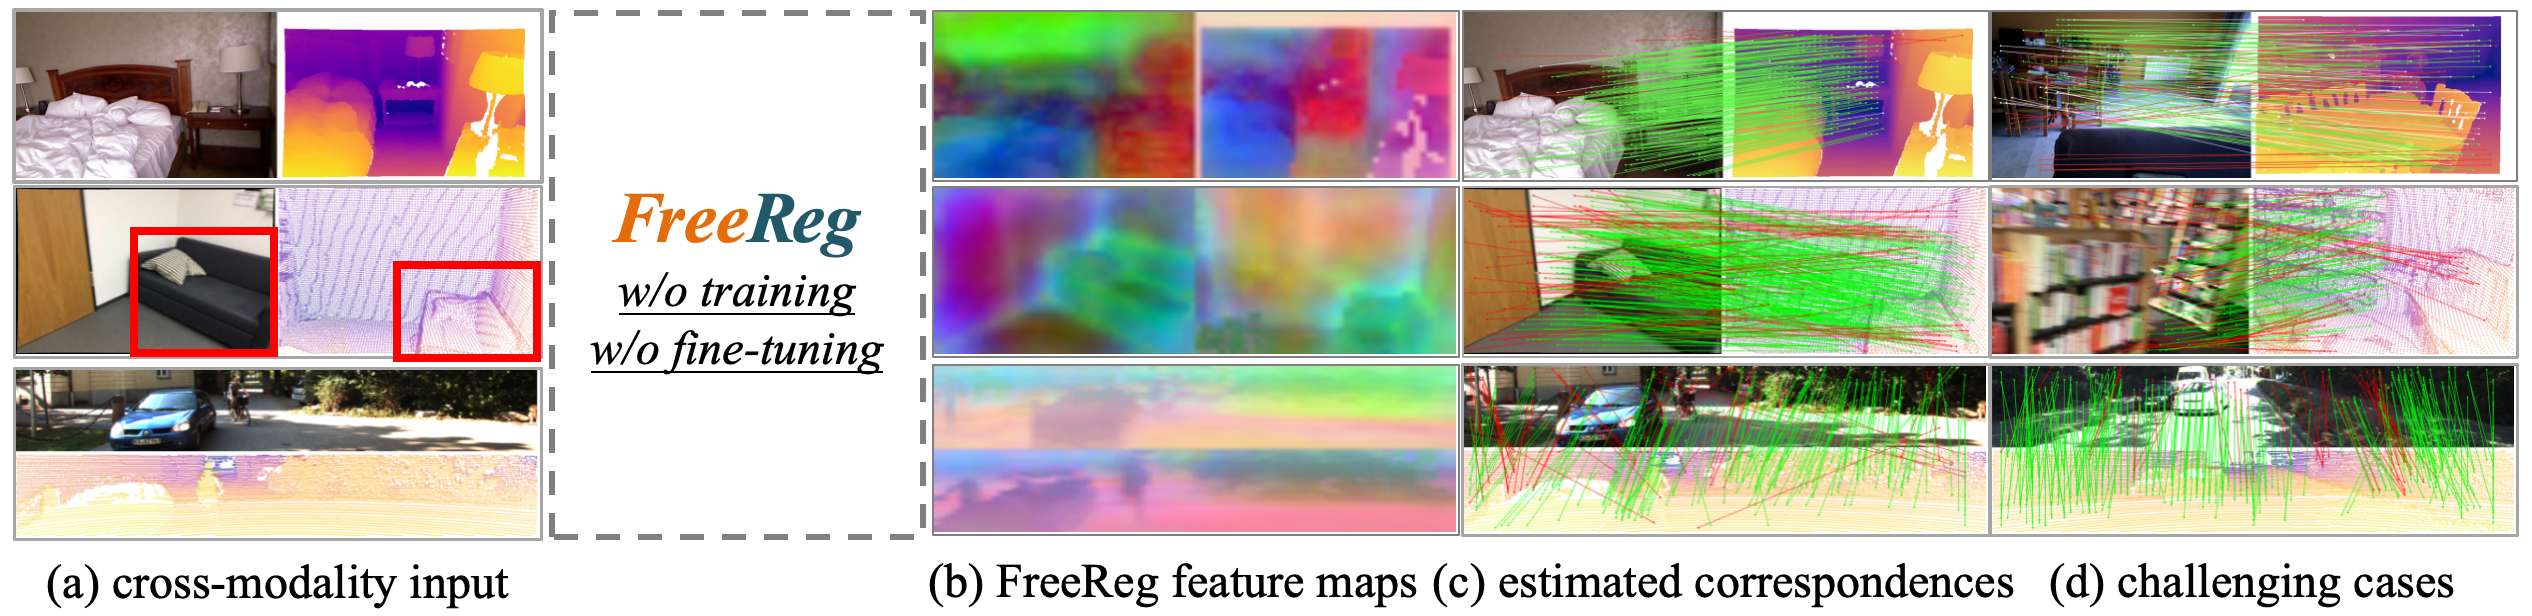 FreeReg
w/o training
w/o fine-tuning
(a) cross-modality input
(b) FreeReg feature maps
(c) estimated correspondences
(d) challenging cases